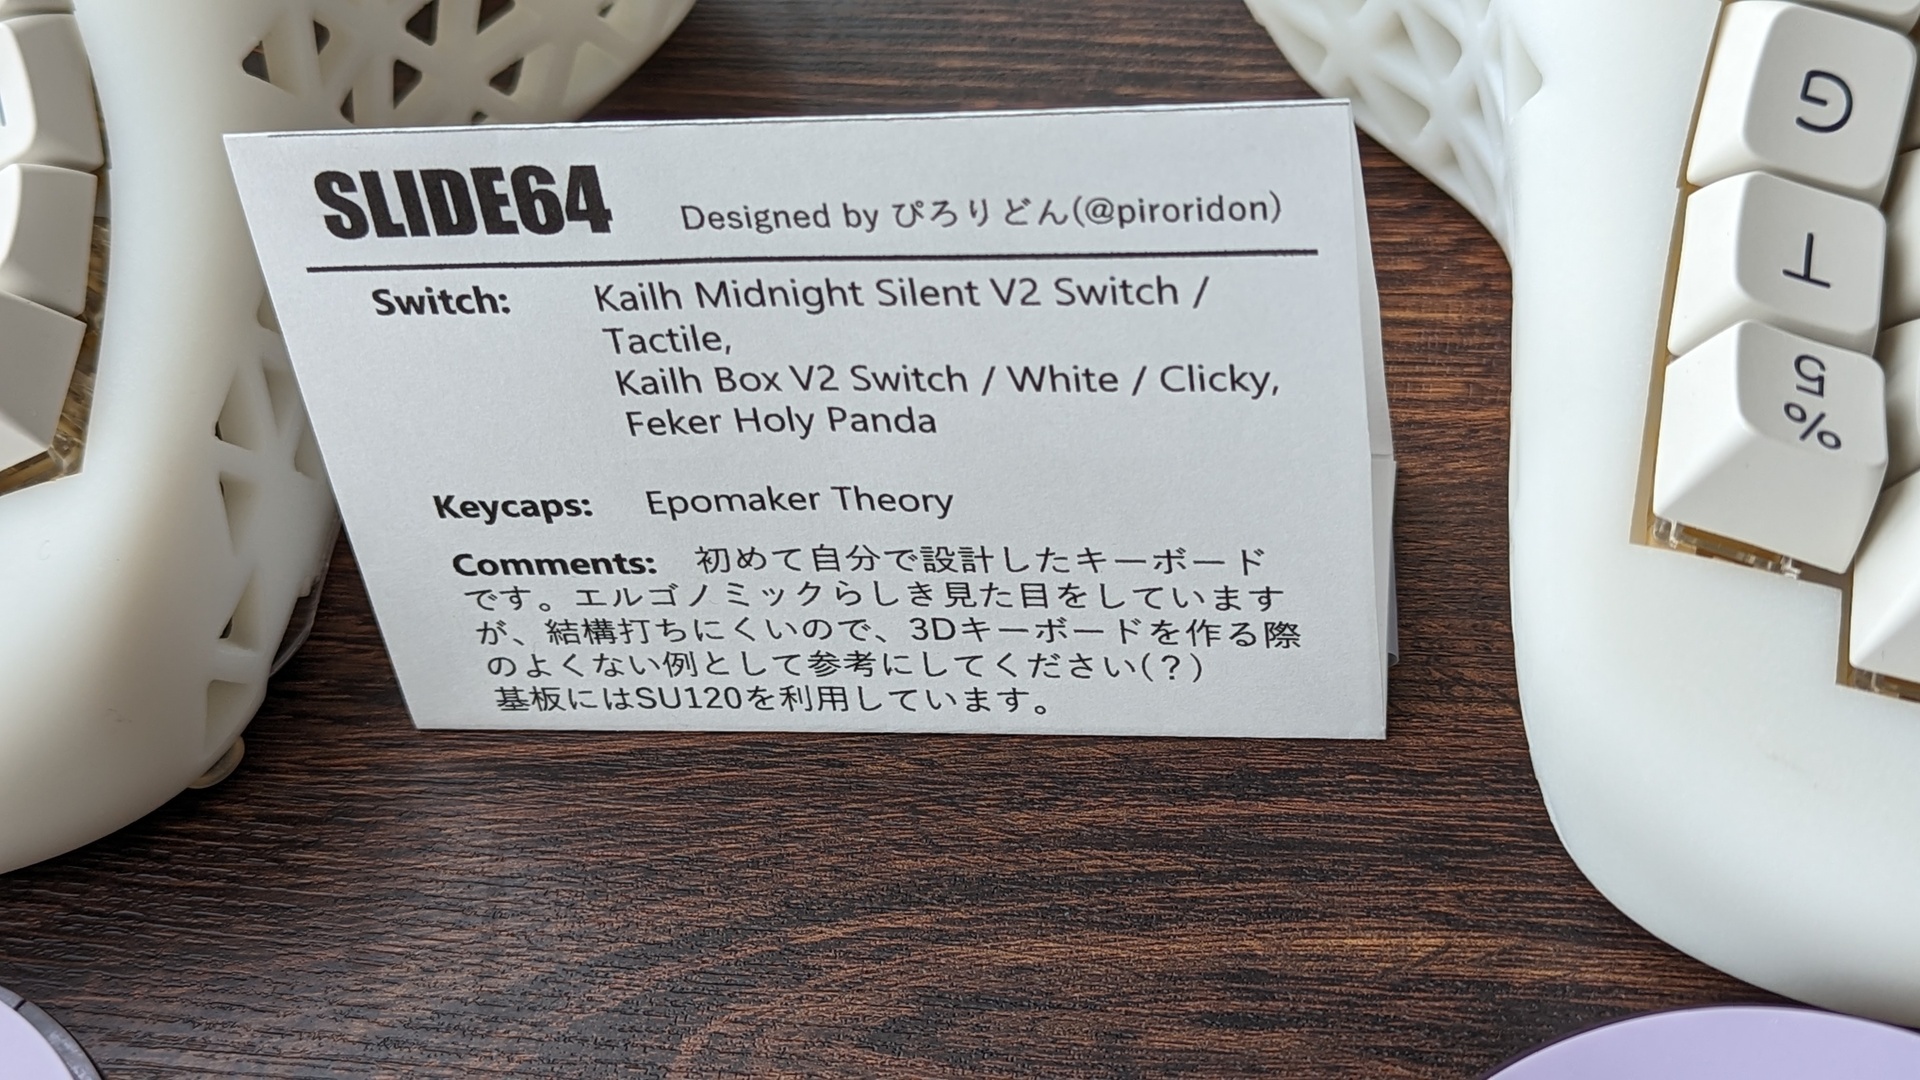 SLIDE64
Designed by ぴろりどん(@piroridon)
Switch: Kailh Midnight Silent V2 Switch /
Tactile,
Kailh Box V2 Switch / White / Clicky,
Feker Holy Panda
Keycaps: Epomaker Theory
Comments: 初めて自分で設計したキーボード
です。エルゴノミックらしき見た目をしています
が、結構打ちにくいので、3Dキーボードを作る際
のよくない例として参考にしてください(？)
基板にはSU120を利用しています。
G
T
5
%